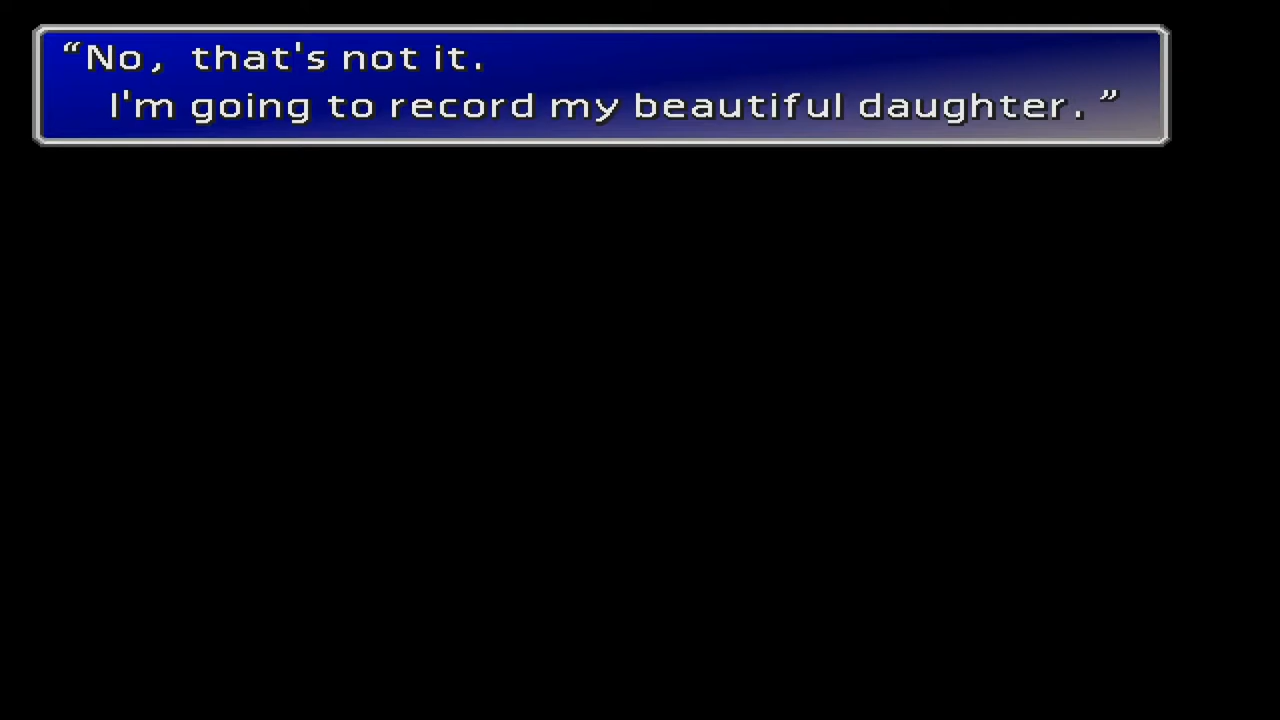 “No, that's not it.
I'm going to record my beautiful daughter.”